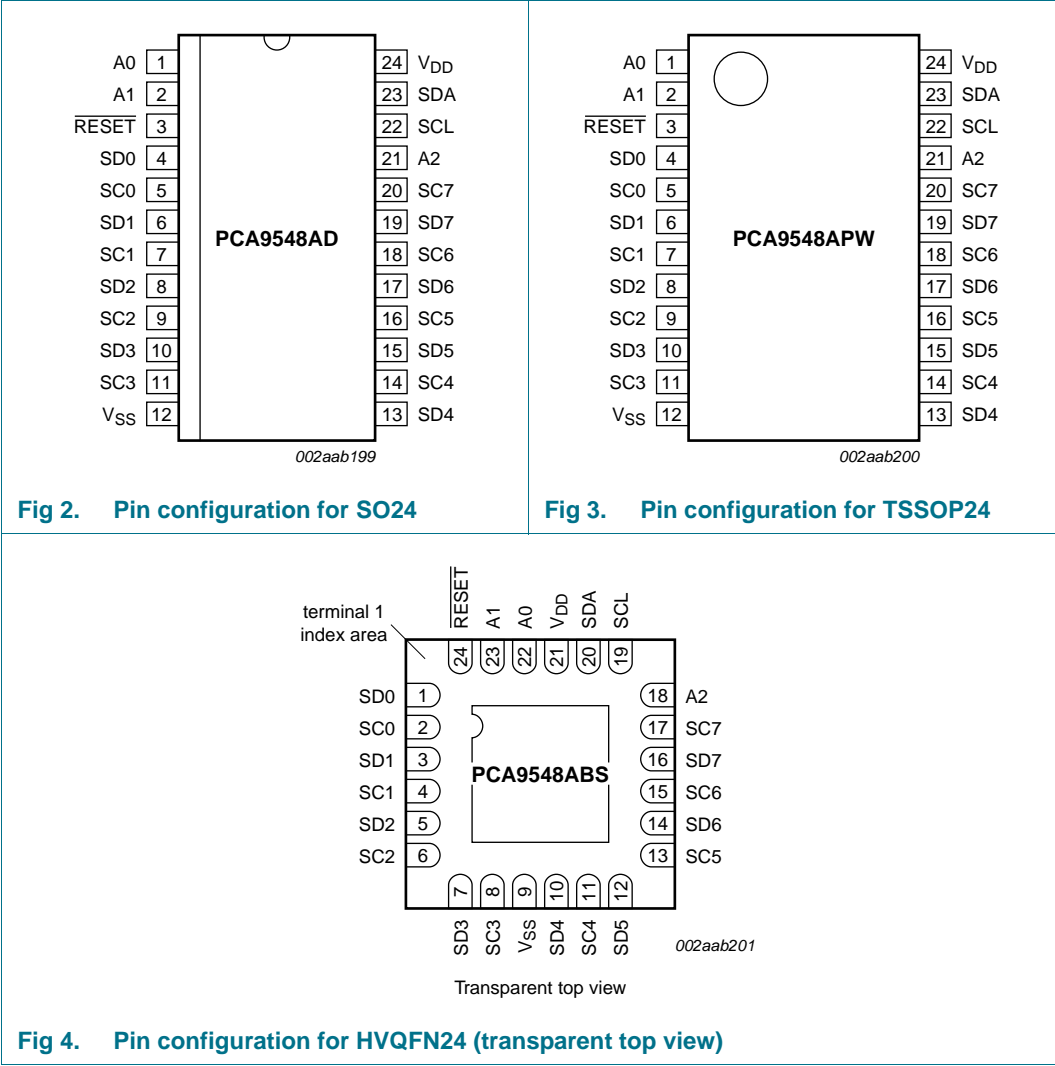 A0 1 24 VDD
A1 2 23 SDA
RESET 3 22 SCL
SD0 4 21 A2
SC0 5 20 SC7
SD1 6 19 SD7
PCA9548AD
SC1 7 18 SC6
SD2 8 17 SD6
SC2 9 16 SC5
SD3 10 15 SD5
SC3 11 14 SC4
VSS 12 13 SD4
002aab199
Fig 2. Pin configuration for SO24
A0 1 24 VDD
A1 2 23 SDA
RESET 3 22 SCL
SD0 4 21 A2
SC0 5 20 SC7
SD1 6 19 SD7
PCA9548APW
SC1 7 18 SC6
SD2 8 17 SD6
SC2 9 16 SC5
SD3 10 15 SD5
SC3 11 14 SC4
VSS 12 13 SD4
002aab200
Fig 3. Pin configuration for TSSOP24
terminal 1
index area
RESET A1 A0 VDD SDA SCL
24 23 22 21 20 19
SD0 1 18 A2
SC0 2 17 SC7
SD1 3 16 SD7
PCA9548ABS
SC1 4 15 SC6
SD2 5 14 SD6
SC2 6 13 SC5
7 8 9 10 11 12
SD3 SC3 VSS SD4 SC4 SD5
002aab201
Transparent top view
Fig 4. Pin configuration for HVQFN24 (transparent top view)